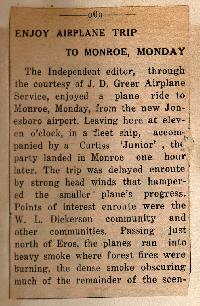 ENJOY AIRPLANE TRIP
TO MONROE, MONDAY
The Independent editor, through
the courtesy of J. D. Greer Airplane
Service, enjoyed a plane ride to
Monroe, Monday, from the new Jon-
esboro airport. Leaving here at elev-
en o'clock, in a fleet ship, accom-
panied by a Curtiss 'Junior' , the
party landed in Monroe one hour
later. The trip was delayed enroute
by strong head winds that hamper-
ed the smaller plane's progress.
Points of interest enroute were the
W. L. Dickerson community and
other communities. Passing just
north of Eros, the planes ran into
heavy smoke where forest fires were
burning, the dense smoke obscuring
much of the remainder of the scen-